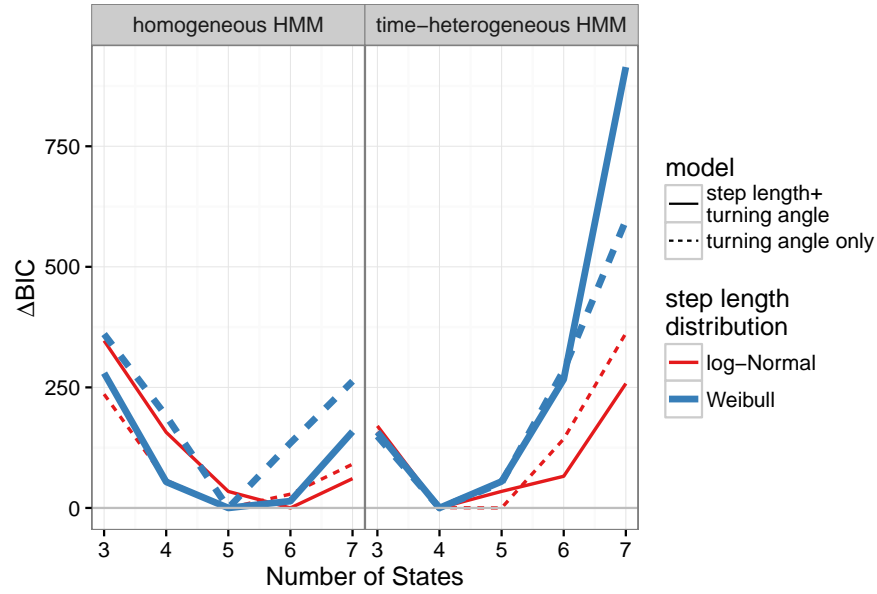 homogeneous HMM
time−heterogeneous HMM
ΔBIC
750
500
250
0
3 4 5 6 7
3 4 5 6 7
Number of States
model
step length+
turning angle
turning angle only
step length
distribution
log−Normal
Weibull